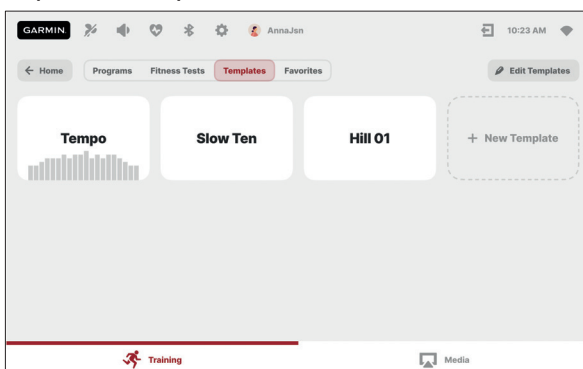 GARMIN. AnnaJsn 10:23 AM
← Home Programs Fitness Tests Templates Favorites Edit Templates
Tempo Slow Ten Hill 01 + New Template
Training Media